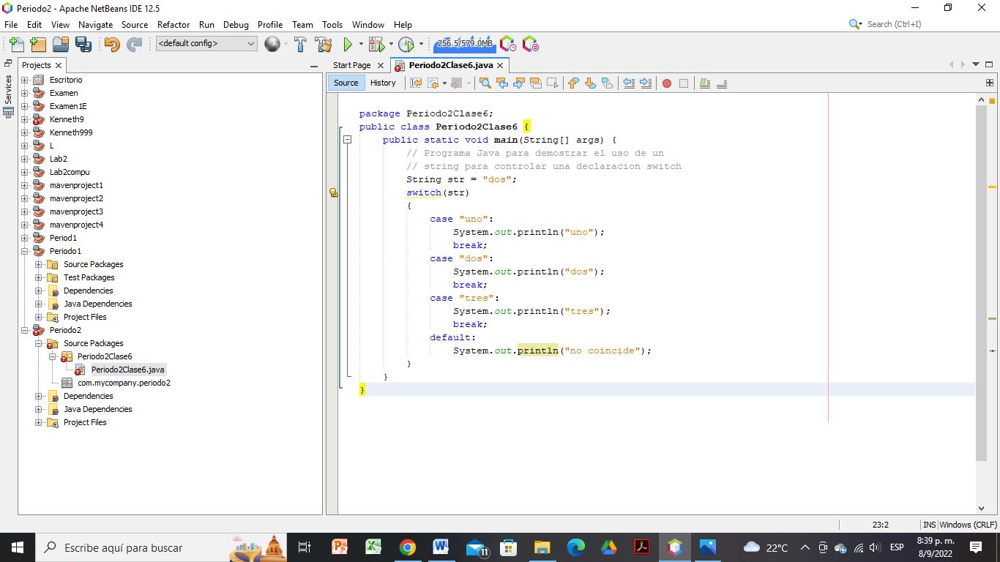 Periodo2 - Apache NetBeans IDE 12.5
File Edit View Navigate Source Refactor Run Debug Profile Team Tools Window Help
Search (Ctrl+I)
<default config>
256.5/579.0MB
Services
Projects
Escritorio
Examen
Examen1E
Kenneth9
Kenneth999
L
Lab2
Lab2compu
mavenproject1
mavenproject2
mavenproject3
mavenproject4
Period1
Periodo1
Source Packages
Test Packages
Dependencies
Java Dependencies
Project Files
Periodo2
Source Packages
Periodo2Clase6
Periodo2Clase6.java
com.mycompany.periodo2
Dependencies
Java Dependencies
Project Files
Start Page Periodo2Clase6.java
Source History
package Periodo2Clase6;
public class Periodo2Clase6 {
public static void main(String[] args) {
// Programa Java para demostrar el uso de un
// string para controlar una declaracion switch
String str = "dos";
switch(str)
{
case "uno":
System.out.println("uno");
break;
case "dos":
System.out.println("dos");
break;
case "tres":
System.out.println("tres");
break;
default:
System.out.println("no coincide");
}
}
}
23:2 INS Windows (CRLF)
Escribe aquí para buscar
11
22°C
ESP
8:39 p. m.
8/9/2022